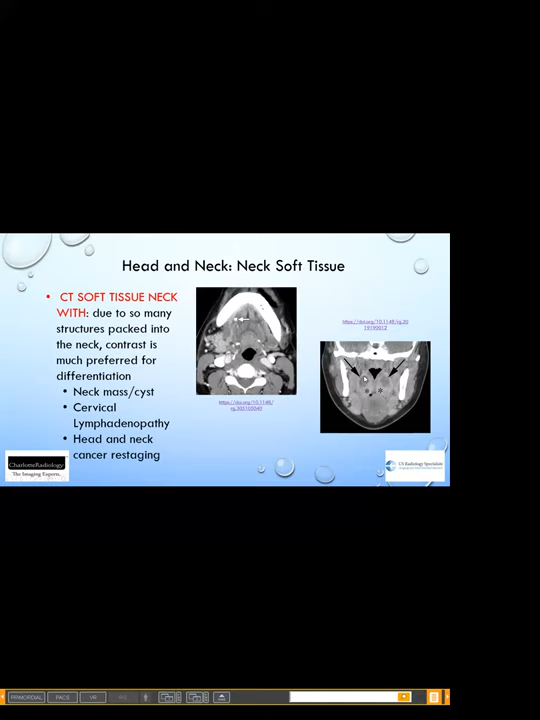 Head and Neck: Neck Soft Tissue
• CT SOFT TISSUE NECK
WITH: due to so many
structures packed into
the neck, contrast is
much preferred for
differentiation
• Neck mass/cyst
• Cervical
Lymphadenopathy
• Head and neck
cancer restaging
https://doi.org/10.1148/
rg.305105040
https://doi.org/10.1148/rg.20
19190012
CharlotteRadiology
The Imaging Experts.
US Radiology Specialists
PRIMORDIAL
PACS
VR